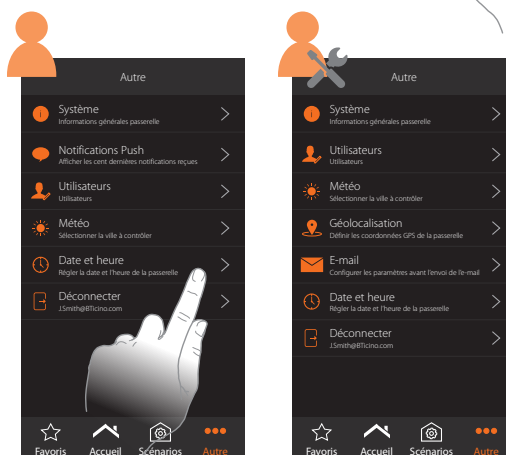 Autre
Système
Informations générales passerelle
Notifications Push
Afficher les cent dernières notifications reçues
Utilisateurs
Utilisateurs
Météo
Sélectionner la ville à contrôler
Date et heure
Régler la date et l'heure de la passerelle
Déconnecter
J.Smith@BTicino.com
Favoris Accueil Scénarios Autre
Autre
Système
Informations générales passerelle
Utilisateurs
Utilisateurs
Météo
Sélectionner la ville à contrôler
Géolocalisation
Définir les coordonnées GPS de la passerelle
E-mail
Configurer les paramètres avant l'envoi de l'e-mail
Date et heure
Régler la date et l'heure de la passerelle
Déconnecter
J.Smith@BTicino.com
Favoris Accueil Scénarios Autre